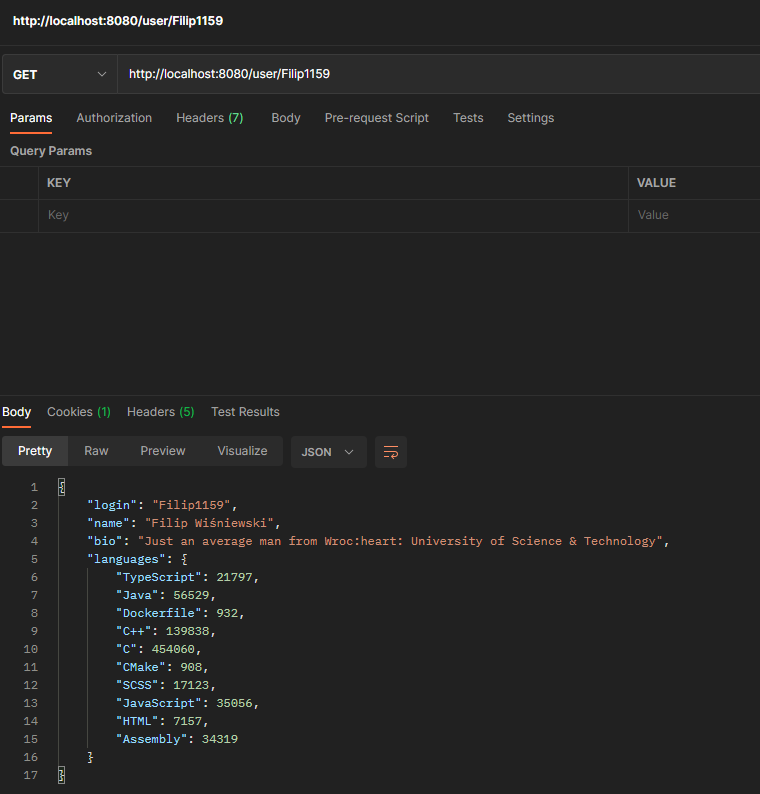 http://localhost:8080/user/Filip1159
GET http://localhost:8080/user/Filip1159
Params Authorization Headers (7) Body Pre-request Script Tests Settings
Query Params
KEY VALUE
Key Value
Body Cookies (1) Headers (5) Test Results
Pretty Raw Preview Visualize JSON
1 {
2 "login": "Filip1159",
3 "name": "Filip Wiśniewski",
4 "bio": "Just an average man from Wroc:heart: University of Science & Technology",
5 "languages": {
6 "TypeScript": 21797,
7 "Java": 56529,
8 "Dockerfile": 932,
9 "C++": 139838,
10 "C": 454060,
11 "CMake": 908,
12 "SCSS": 17123,
13 "JavaScript": 35056,
14 "HTML": 7157,
15 "Assembly": 34319
16 }
17 }